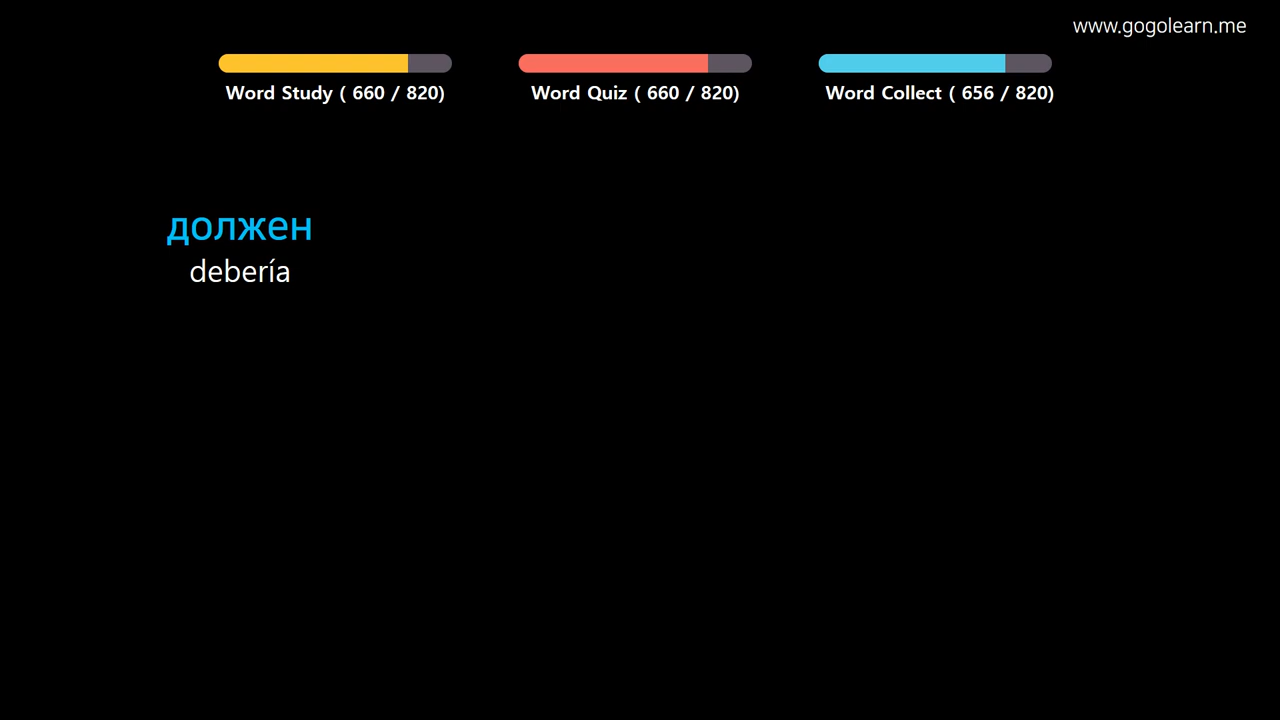 www.gogolearn.me
Word Study ( 660 / 820)
Word Quiz ( 660 / 820)
Word Collect ( 656 / 820)
должен
debería